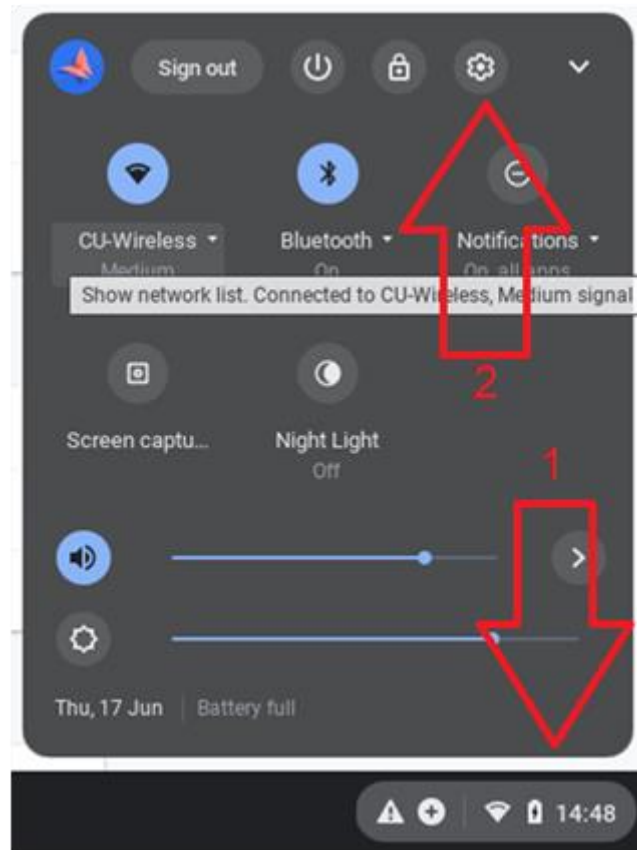 Sign out
CU-Wireless Bluetooth Notifications
Medium On On, all apps
Show network list. Connected to CU-Wireless, Medium signal
2
Screen captu... Night Light
Off
1
Thu, 17 Jun Battery full
14:48